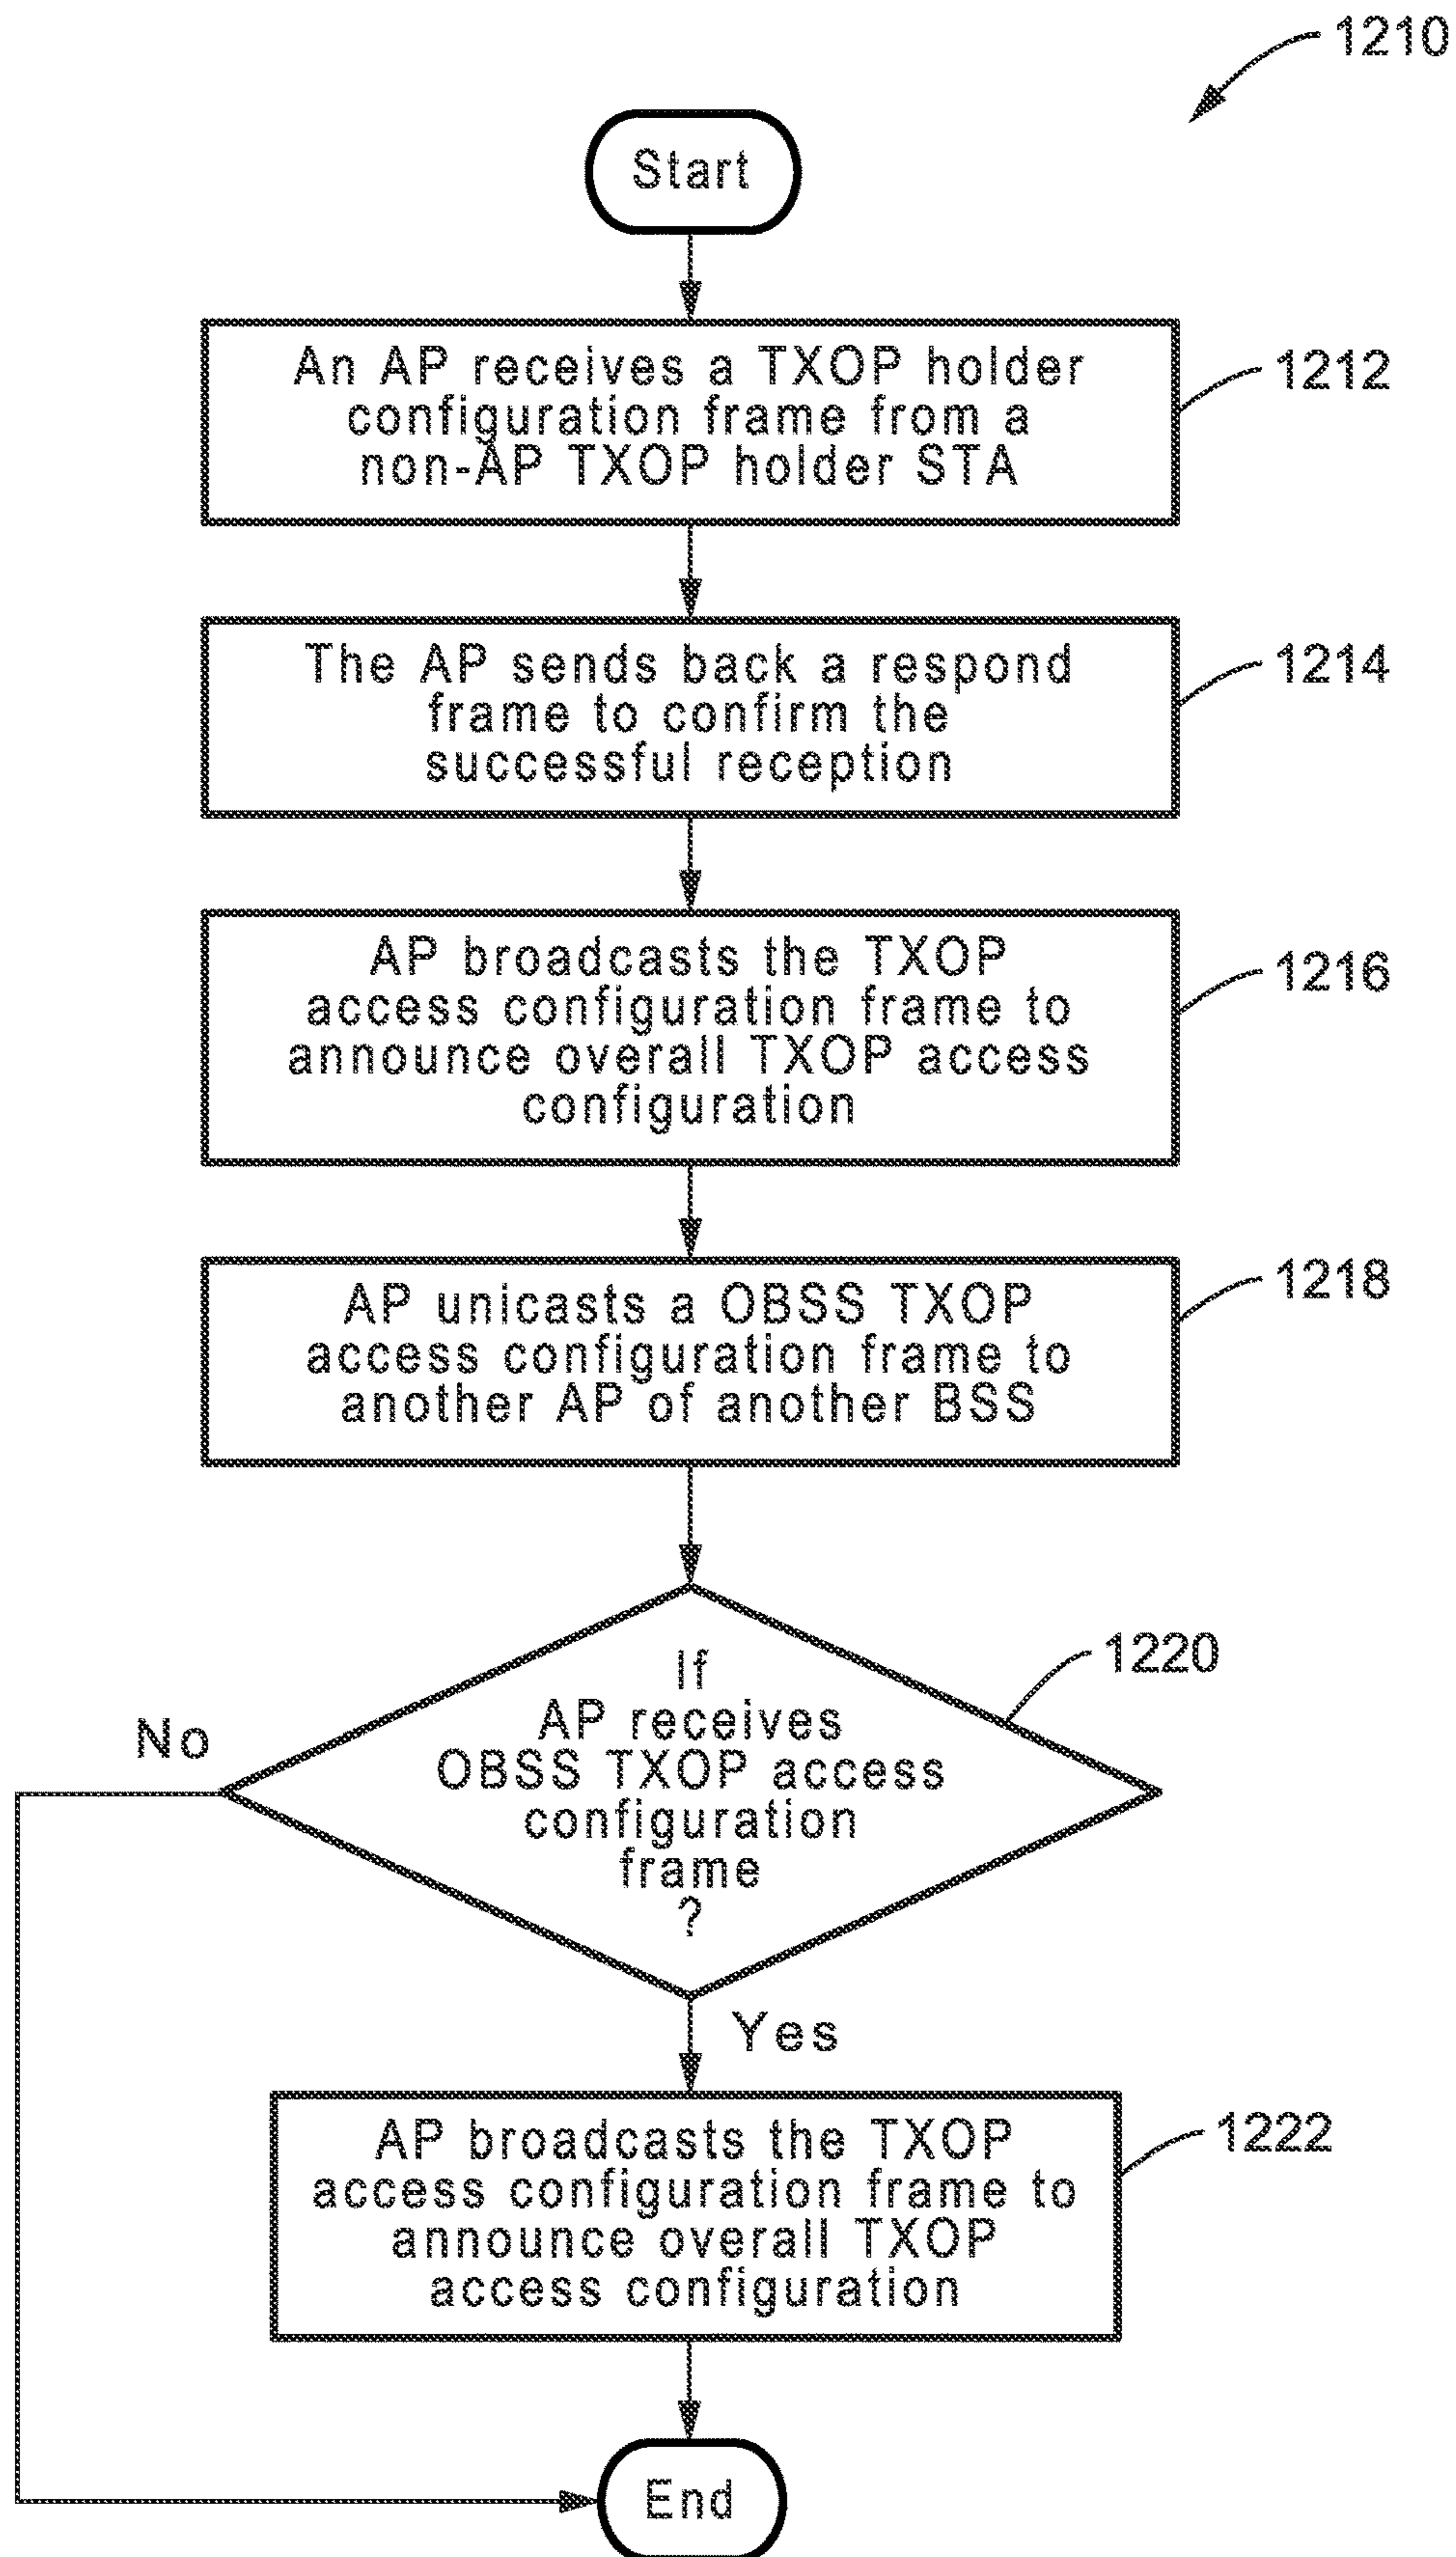 1210
Start
An AP receives a TXOP holder
configuration frame from a
non-AP TXOP holder STA
1212
The AP sends back a respond
frame to confirm the
successful reception
1214
AP broadcasts the TXOP
access configuration frame to
announce overall TXOP access
configuration
1216
AP unicasts a OBSS TXOP
access configuration frame to
another AP of another BSS
1218
If
AP receives
OBSS TXOP access
configuration
frame
?
1220
No
Yes
AP broadcasts the TXOP
access configuration frame to
announce overall TXOP
access configuration
1222
End